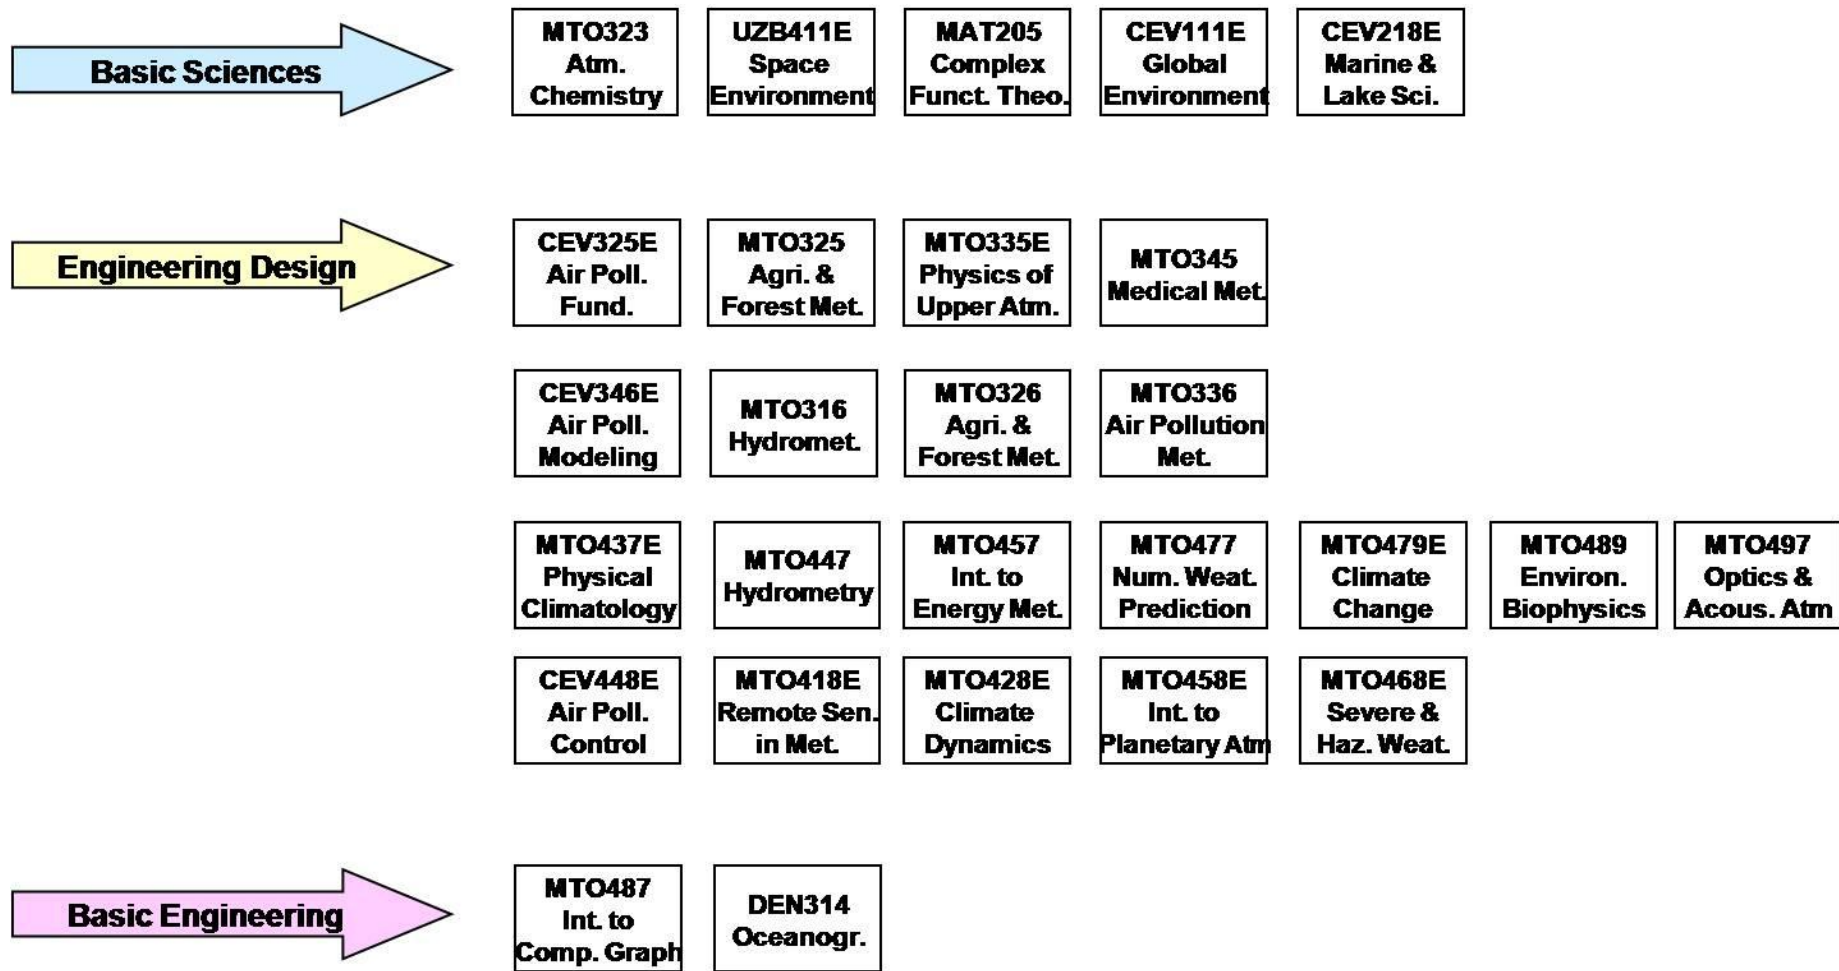 Basic Sciences
MTO323
Atm.
Chemistry
UZB411E
Space
Environment
MAT205
Complex
Funct. Theo.
CEV111E
Global
Environment
CEV218E
Marine &
Lake Sci.
Engineering Design
CEV325E
Air Poll.
Fund.
MTO325
Agri. &
Forest Met.
MTO335E
Physics of
Upper Atm.
MTO345
Medical Met.
CEV346E
Air Poll.
Modeling
MTO316
Hydromet.
MTO326
Agri. &
Forest Met.
MTO336
Air Pollution
Met.
MTO437E
Physical
Climatology
MTO447
Hydrometry
MTO457
Int. to
Energy Met.
MTO477
Num. Weat.
Prediction
MTO479E
Climate
Change
MTO489
Environ.
Biophysics
MTO497
Optics &
Acous. Atm
CEV448E
Air Poll.
Control
MTO418E
Remote Sen.
in Met.
MTO428E
Climate
Dynamics
MTO458E
Int. to
Planetary Atm
MTO468E
Severe &
Haz. Weat.
Basic Engineering
MTO487
Int. to
Comp. Graph
DEN314
Oceanogr.